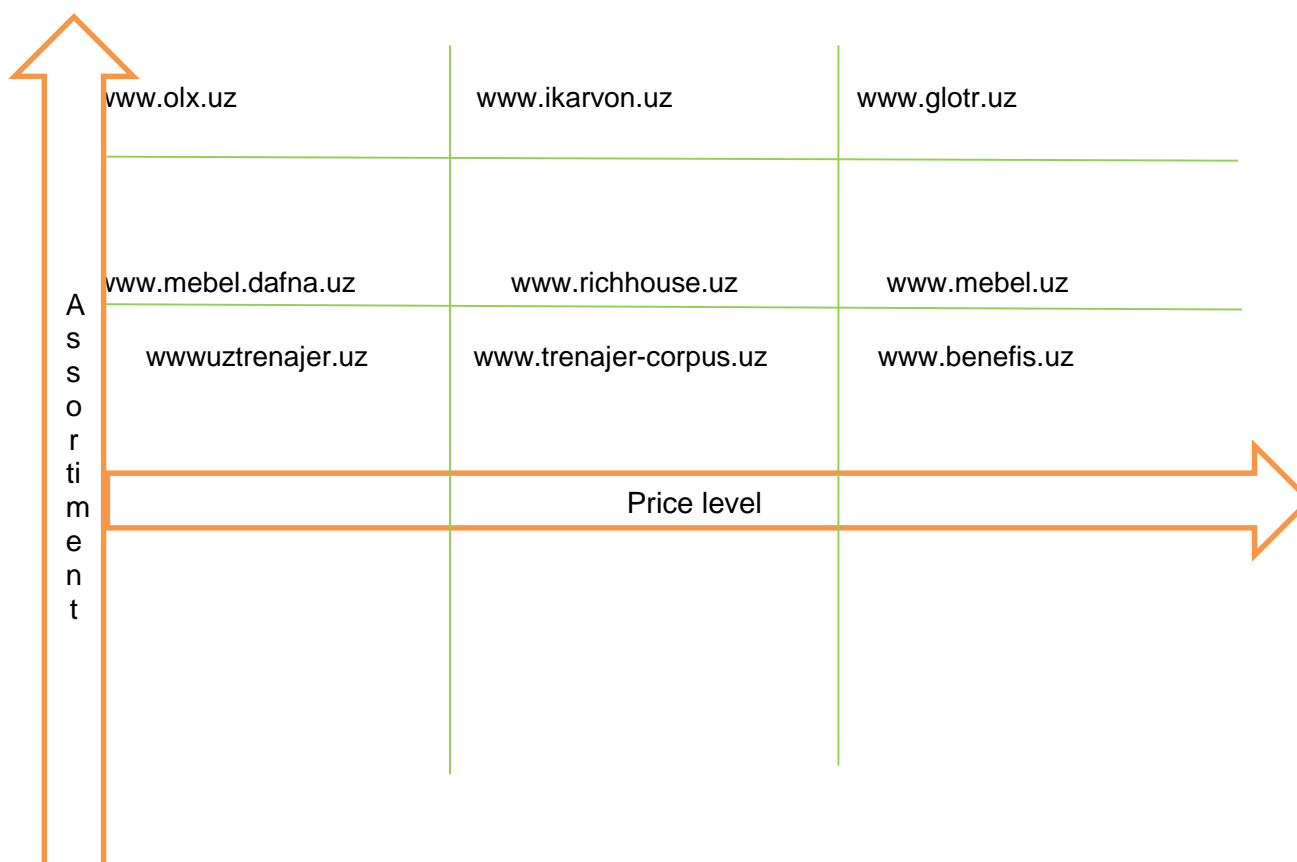 www.olx.uz www.ikarvon.uz www.glotr.uz
www.mebel.dafna.uz www.richhouse.uz www.mebel.uz
wwwuztrenajer.uz www.trenajer-corpus.uz www.benefis.uz
Assortiment
Price level